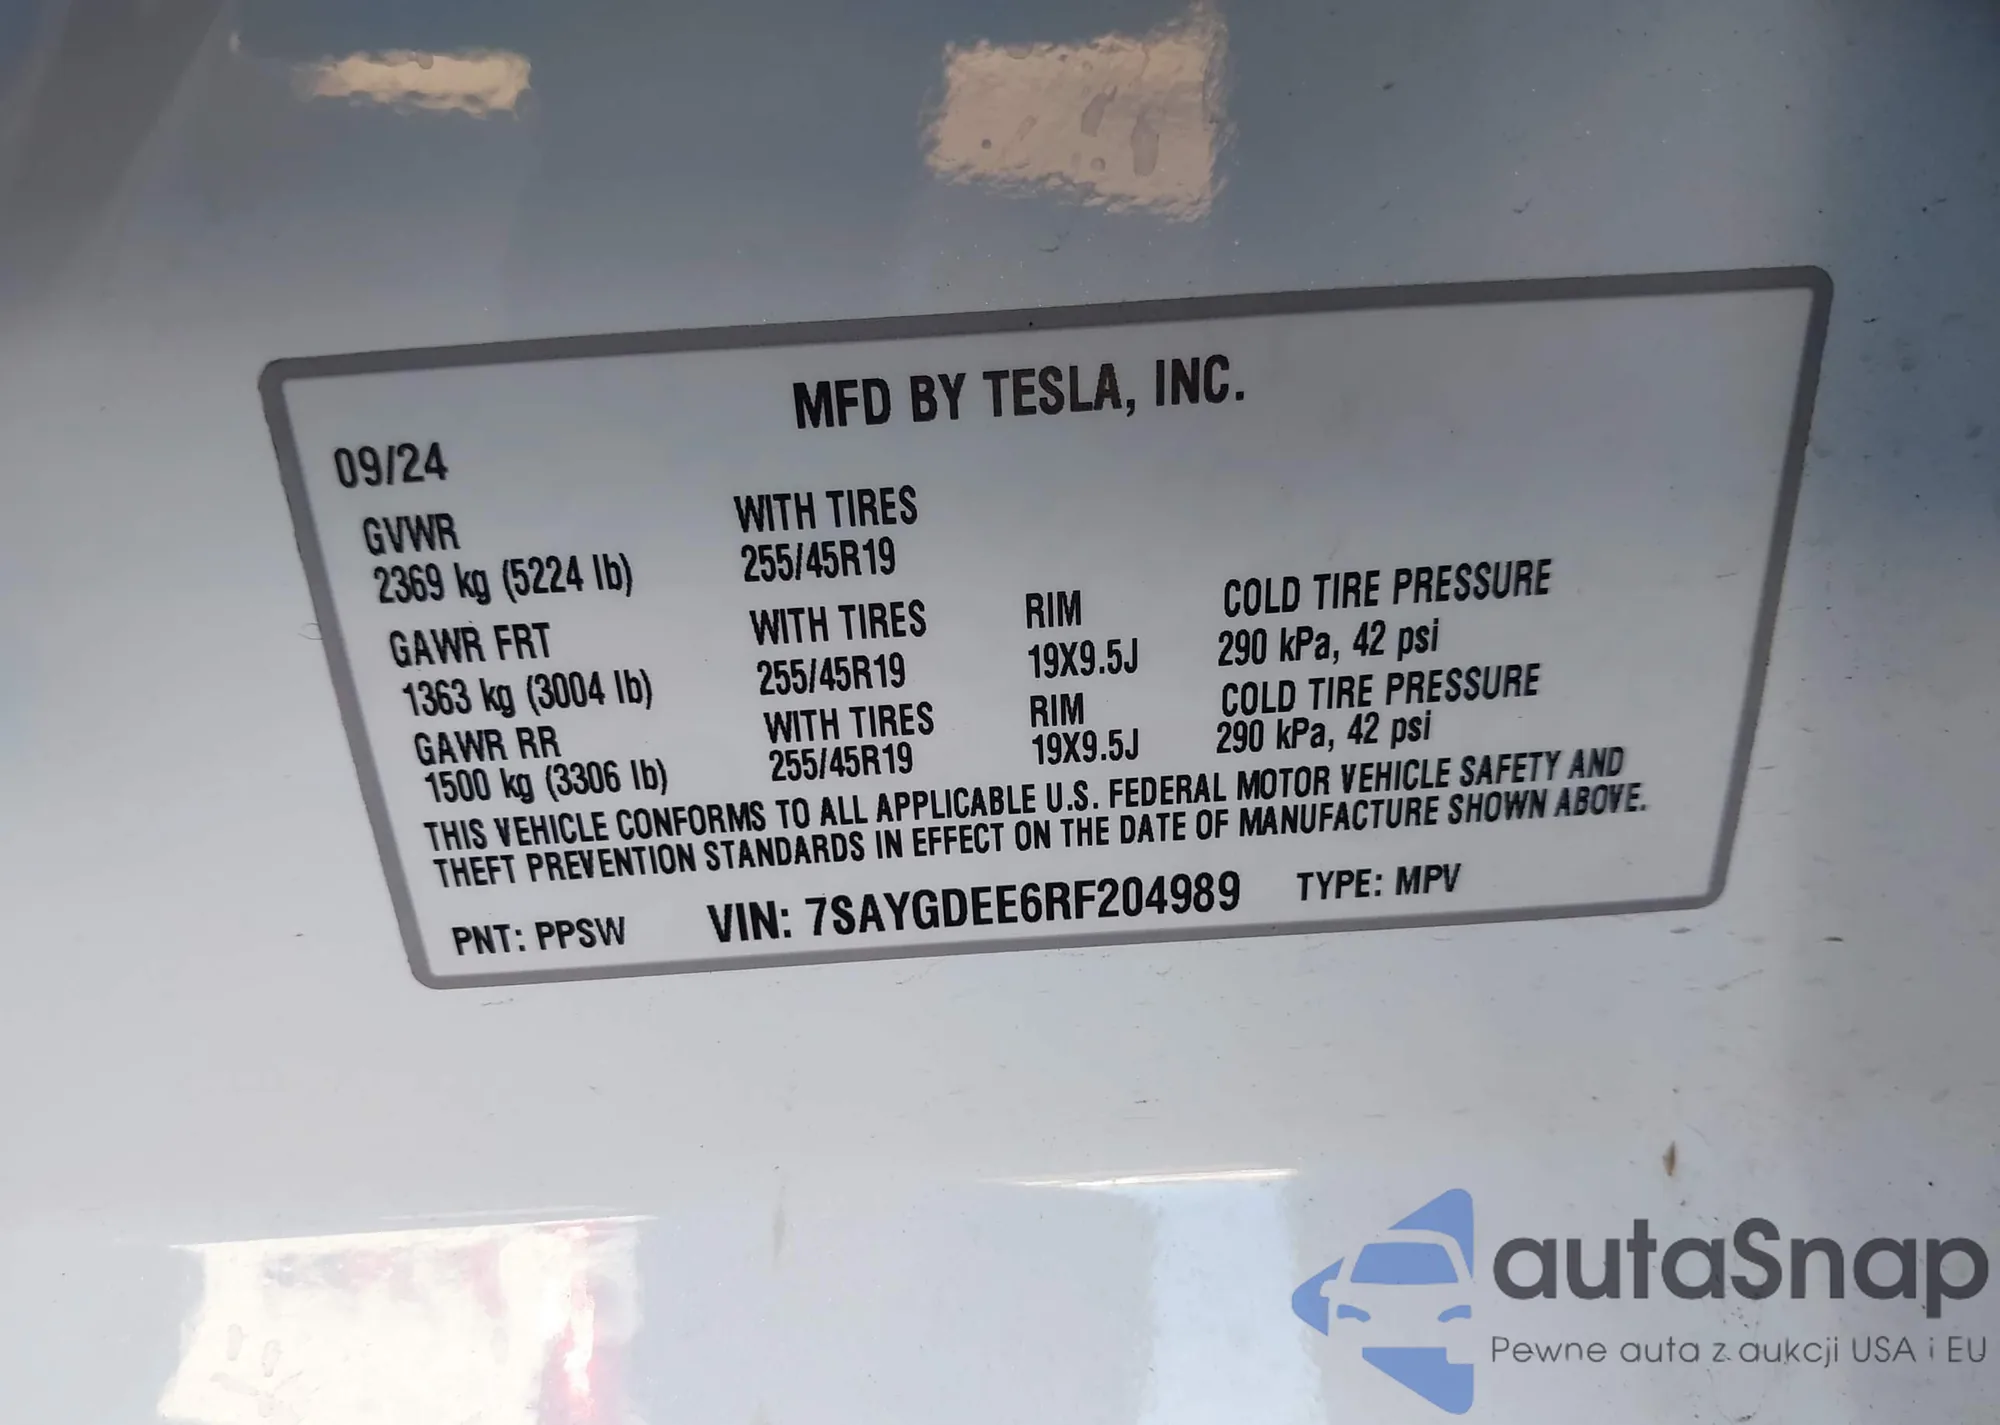 MFD BY TESLA, INC.
09/24
GVWR WITH TIRES
2369 kg (5224 lb) 255/45R19
GAWR FRT WITH TIRES RIM COLD TIRE PRESSURE
1363 kg (3004 lb) 255/45R19 19X9.5J 290 kPa, 42 psi
GAWR RR WITH TIRES RIM COLD TIRE PRESSURE
1500 kg (3306 lb) 255/45R19 19X9.5J 290 kPa, 42 psi
THIS VEHICLE CONFORMS TO ALL APPLICABLE U.S. FEDERAL MOTOR VEHICLE SAFETY AND
THEFT PREVENTION STANDARDS IN EFFECT ON THE DATE OF MANUFACTURE SHOWN ABOVE.
PNT: PPSW VIN: 7SAYGDEE6RF204989 TYPE: MPV
autaSnap
Pewne auta z aukcji USA i EU